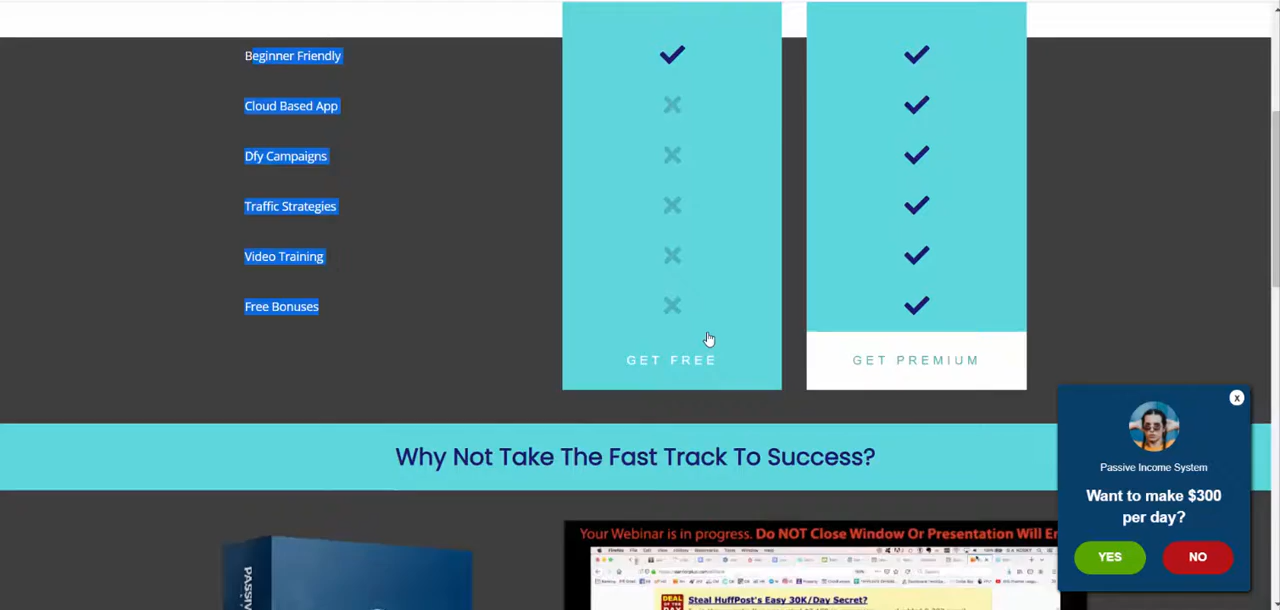 Beginner Friendly
Cloud Based App
Dfy Campaigns
Traffic Strategies
Video Training
Free Bonuses
GET FREE
GET PREMIUM
Why Not Take The Fast Track To Success?
X
Passive Income System
Want to make $300
per day?
YES
NO
Your Webinar is in progress. Do NOT Close Window Or Presentation Will En
Steal HuffPost's Easy 30K/Day Secret?
DEAL
PASSIV